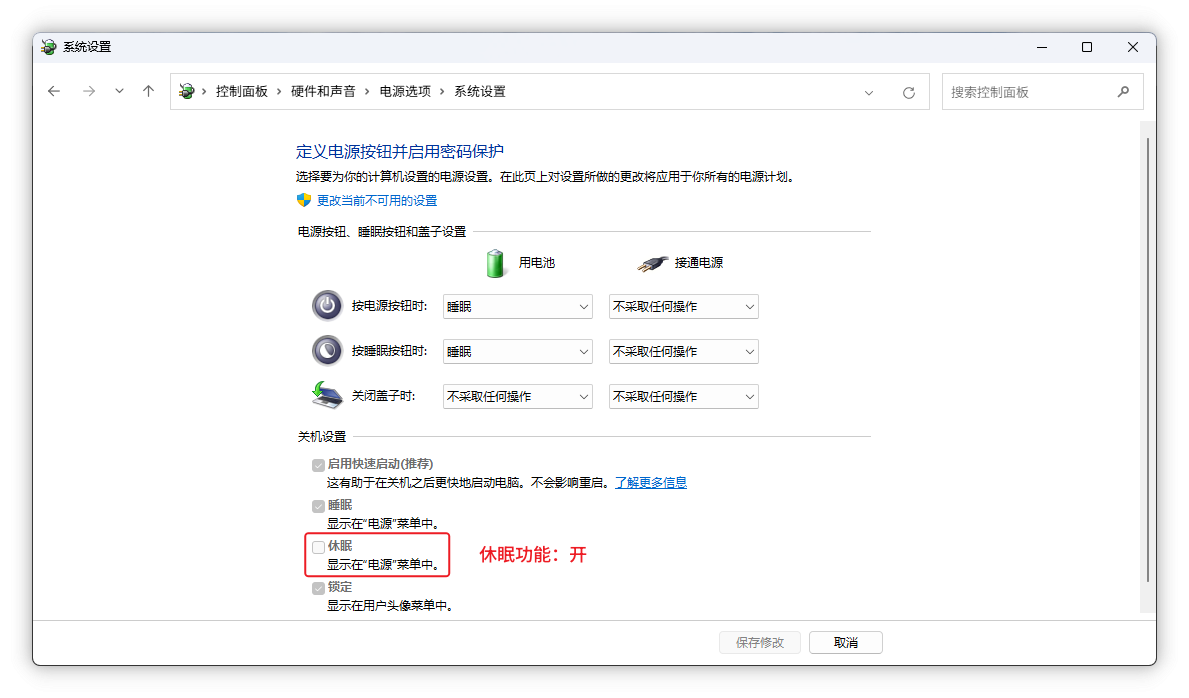 系统设置
控制面板 › 硬件和声音 › 电源选项 › 系统设置
搜索控制面板
定义电源按钮并启用密码保护
选择要为你的计算机设置的电源设置。在此页上对设置所做的更改将应用于你所有的电源计划。
更改当前不可用的设置
电源按钮、睡眠按钮和盖子设置
用电池 接通电源
按电源按钮时: 睡眠 不采取任何操作
按睡眠按钮时: 睡眠 不采取任何操作
关闭盖子时: 不采取任何操作 不采取任何操作
关机设置
启用快速启动(推荐)
这有助于在关机之后更快地启动电脑。不会影响重启。了解更多信息
睡眠
显示在“电源”菜单中。
休眠
显示在“电源”菜单中。
休眠功能：开
锁定
显示在用户头像菜单中。
保存修改 取消